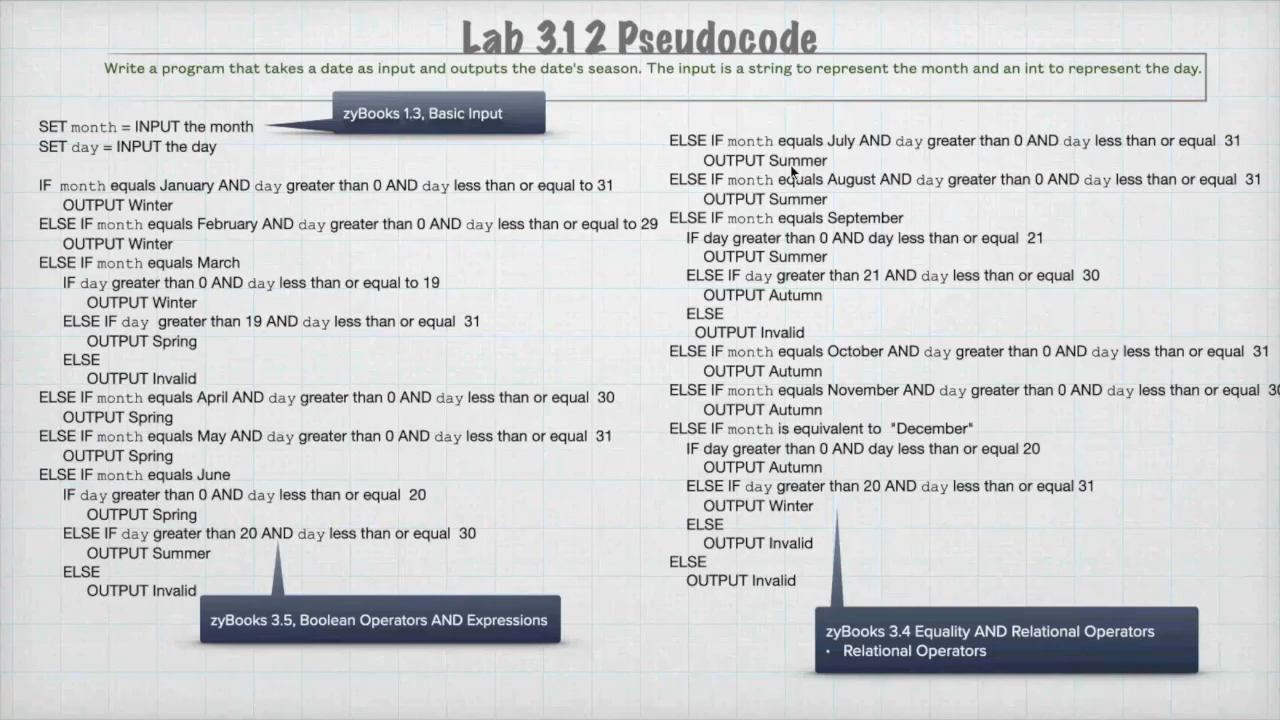 Lab 3.12 Pseudocode
Write a program that takes a date as input and outputs the date's season. The input is a string to represent the month and an int to represent the day.
zyBooks 1.3, Basic Input
SET month = INPUT the month
SET day = INPUT the day
IF month equals January AND day greater than 0 AND day less than or equal to 31
OUTPUT Winter
ELSE IF month equals February AND day greater than 0 AND day less than or equal to 29
OUTPUT Winter
ELSE IF month equals March
IF day greater than 0 AND day less than or equal to 19
OUTPUT Winter
ELSE IF day greater than 19 AND day less than or equal 31
OUTPUT Spring
ELSE
OUTPUT Invalid
ELSE IF month equals April AND day greater than 0 AND day less than or equal 30
OUTPUT Spring
ELSE IF month equals May AND day greater than 0 AND day less than or equal 31
OUTPUT Spring
ELSE IF month equals June
IF day greater than 0 AND day less than or equal 20
OUTPUT Spring
ELSE IF day greater than 20 AND day less than or equal 30
OUTPUT Summer
ELSE
OUTPUT Invalid
zyBooks 3.5, Boolean Operators AND Expressions
ELSE IF month equals July AND day greater than 0 AND day less than or equal 31
OUTPUT Summer
ELSE IF month equals August AND day greater than 0 AND day less than or equal 31
OUTPUT Summer
ELSE IF month equals September
IF day greater than 0 AND day less than or equal 21
OUTPUT Summer
ELSE IF day greater than 21 AND day less than or equal 30
OUTPUT Autumn
ELSE
OUTPUT Invalid
ELSE IF month equals October AND day greater than 0 AND day less than or equal 31
OUTPUT Autumn
ELSE IF month equals November AND day greater than 0 AND day less than or equal 30
OUTPUT Autumn
ELSE IF month is equivalent to "December"
IF day greater than 0 AND day less than or equal 20
OUTPUT Autumn
ELSE IF day greater than 20 AND day less than or equal 31
OUTPUT Winter
ELSE
OUTPUT Invalid
ELSE
OUTPUT Invalid
zyBooks 3.4 Equality AND Relational Operators
• Relational Operators